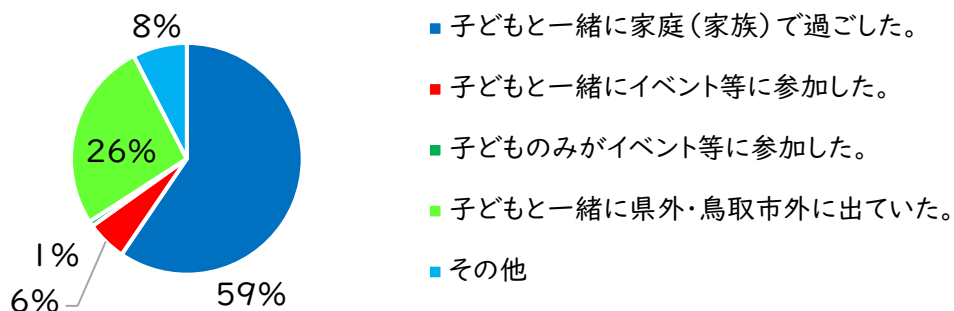 8%
26%
1%
6%
59%
子どもと一緒に家庭(家族)で過ごした。
子どもと一緒にイベント等に参加した。
子どものみがイベント等に参加した。
子どもと一緒に県外・鳥取市外に出ていた。
その他